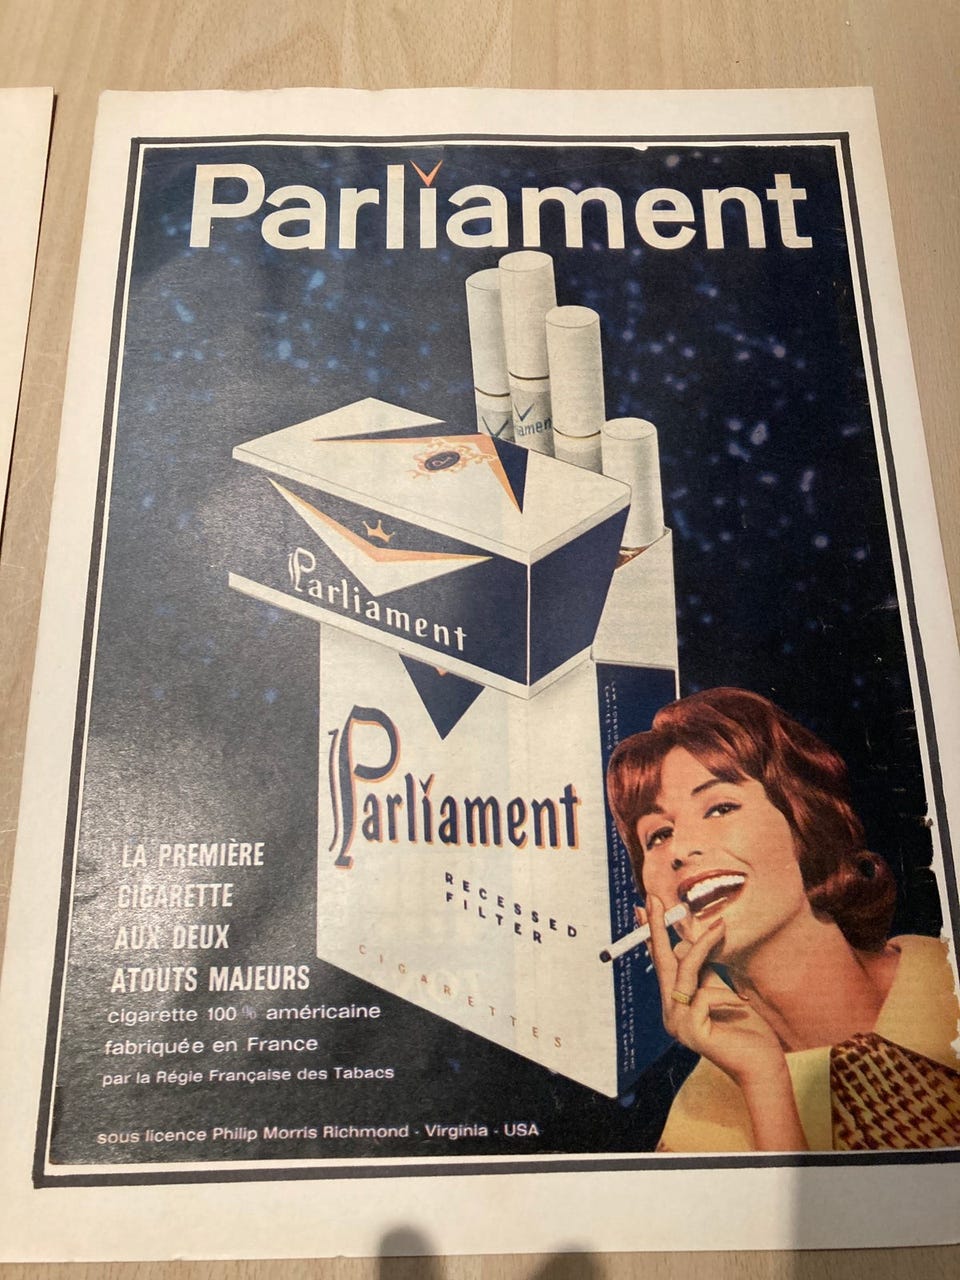 Parliament
ament
Parliament
Parliament
RECESSED
FILTER
CIGARETTES
LA PREMIÈRE
CIGARETTE
AUX DEUX
ATOUTS MAJEURS
cigarette 100% américaine
fabriquée en France
par la Régie Française des Tabacs
sous licence Philip Morris Richmond - Virginia - USA